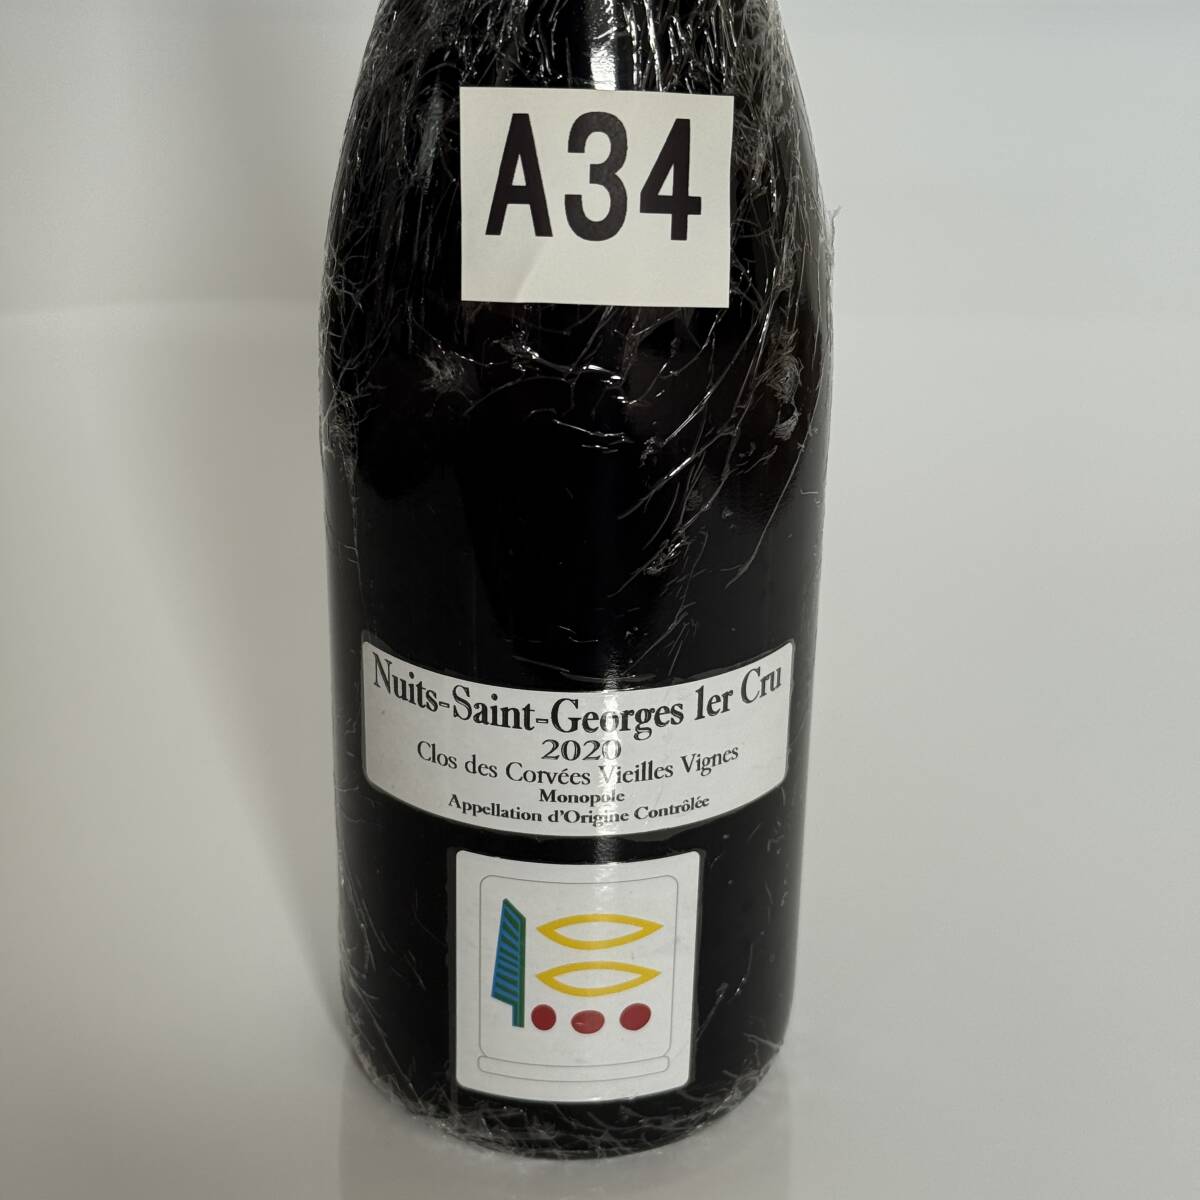 A34
Nuits-Saint-Georges 1er Cru
2020
Clos des Corvées Vieilles Vignes
Monopole
Appellation d'Origine Contrôlée